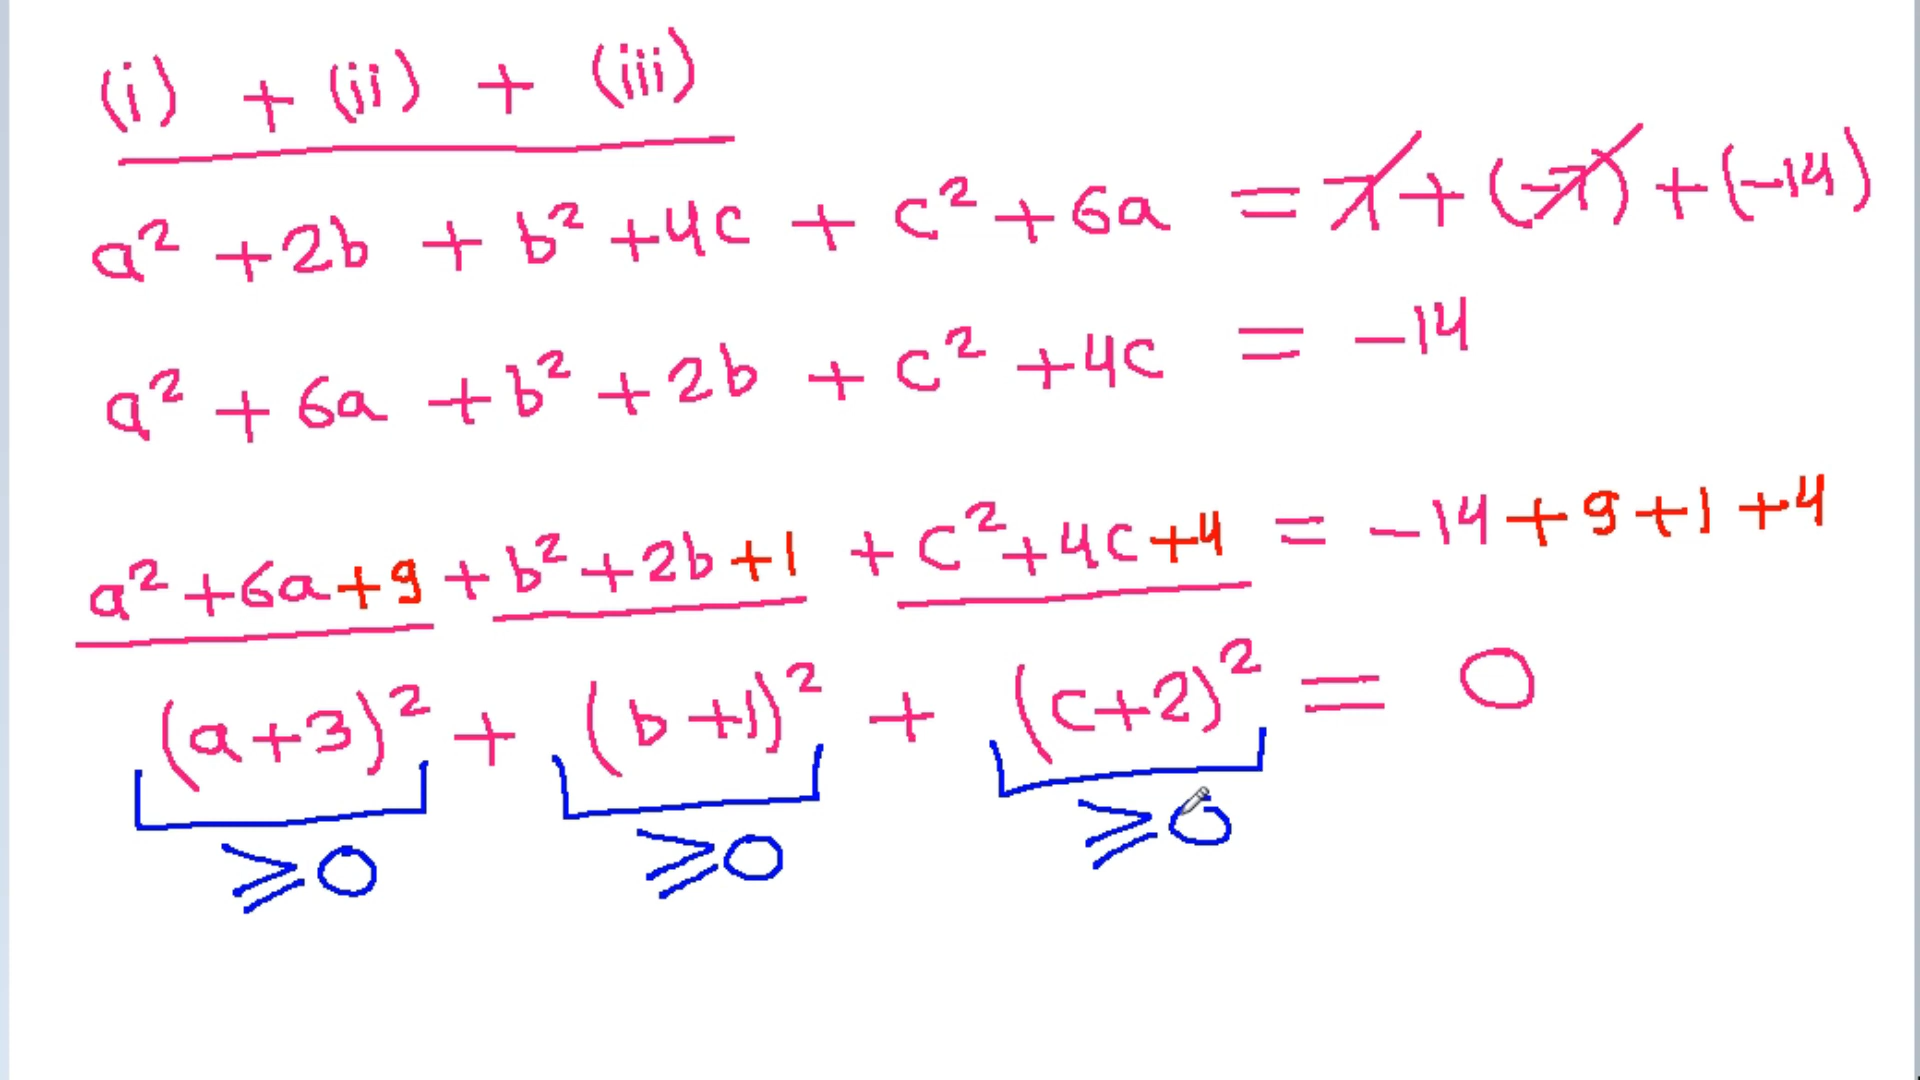 (i) + (ii) + (iii)
a² + 2b + b² + 4c + c² + 6a = 7 + (-7) + (-14)
a² + 6a + b² + 2b + c² + 4c = -14
a² + 6a + 9 + b² + 2b + 1 + c² + 4c + 4 = -14 + 9 + 1 + 4
(a+3)² + (b+1)² + (c+2)² = 0
≥0 ≥0 ≥0